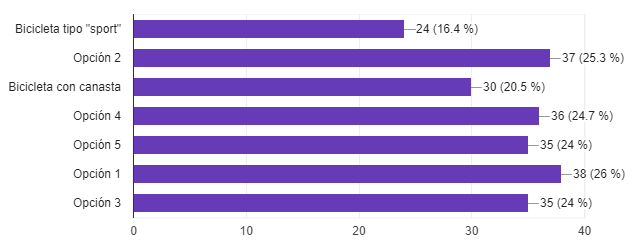 Bicicleta tipo "sport" 24 (16.4 %)
Opción 2 37 (25.3 %)
Bicicleta con canasta 30 (20.5 %)
Opción 4 36 (24.7 %)
Opción 5 35 (24 %)
Opción 1 38 (26 %)
Opción 3 35 (24 %)
0 10 20 30 40